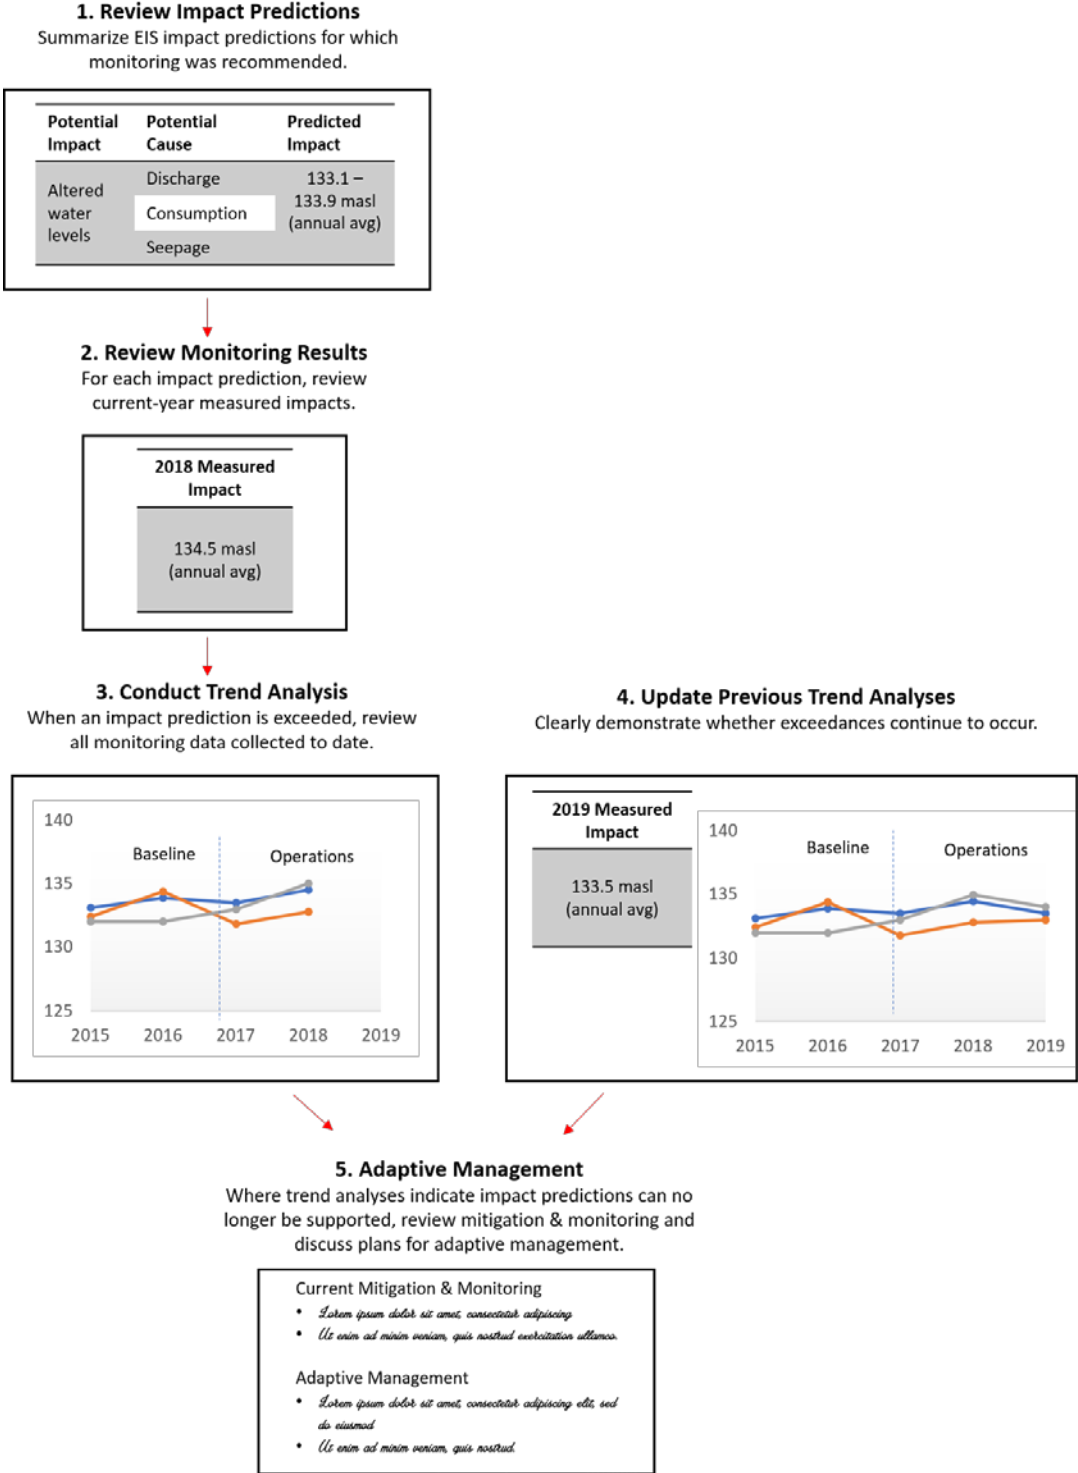 1. Review Impact Predictions
Summarize EIS impact predictions for which
monitoring was recommended.
Potential Impact
Potential Cause
Predicted Impact
Altered water levels
Discharge
Consumption
Seepage
133.1 –
133.9 masl
(annual avg)
2. Review Monitoring Results
For each impact prediction, review
current-year measured impacts.
2018 Measured
Impact
134.5 masl
(annual avg)
3. Conduct Trend Analysis
When an impact prediction is exceeded, review
all monitoring data collected to date.
140
135
130
125
Baseline
Operations
2015 2016 2017 2018 2019
4. Update Previous Trend Analyses
Clearly demonstrate whether exceedances continue to occur.
2019 Measured
Impact
133.5 masl
(annual avg)
140
135
130
125
Baseline
Operations
2015 2016 2017 2018 2019
5. Adaptive Management
Where trend analyses indicate impact predictions can no
longer be supported, review mitigation & monitoring and
discuss plans for adaptive management.
Current Mitigation & Monitoring
• Lorem ipsum dolor sit amet, consectetur adipiscing
• Ut enim ad minim veniam, quis nostrud exercitation ullamco.
Adaptive Management
• Lorem ipsum dolor sit amet, consectetur adipiscing elit, sed
do eiusmod
• Ut enim ad minim veniam, quis nostrud.